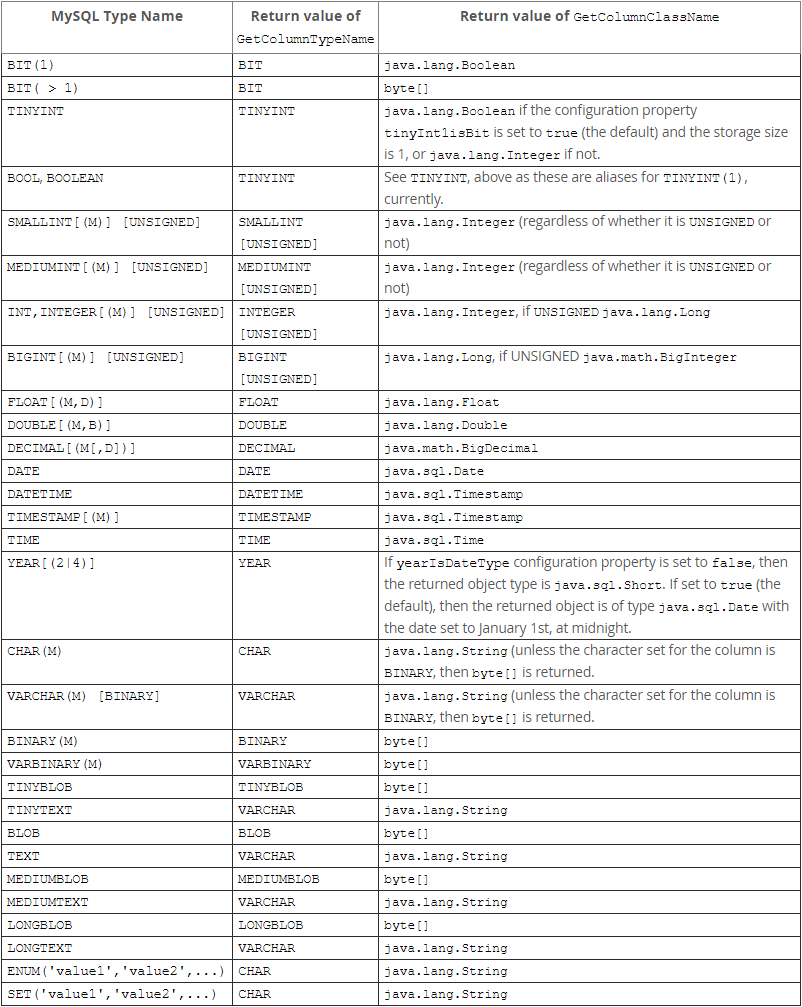 MySQL Type Name Return value of Return value of GetColumnClassName
GetColumnTypeName
BIT(1) BIT java.lang.Boolean
BIT( > 1) BIT byte[]
TINYINT TINYINT java.lang.Boolean if the configuration property
tinyInt1isBit is set to true (the default) and the storage size
is 1, or java.lang.Integer if not.
BOOL, BOOLEAN TINYINT See TINYINT, above as these are aliases for TINYINT(1),
currently.
SMALLINT[(M)] [UNSIGNED] SMALLINT java.lang.Integer (regardless of whether it is UNSIGNED or
[UNSIGNED] not)
MEDIUMINT[(M)] [UNSIGNED] MEDIUMINT java.lang.Integer (regardless of whether it is UNSIGNED or
[UNSIGNED] not)
INT,INTEGER[(M)] [UNSIGNED] INTEGER java.lang.Integer, if UNSIGNED java.lang.Long
[UNSIGNED]
BIGINT[(M)] [UNSIGNED] BIGINT java.lang.Long, if UNSIGNED java.math.BigInteger
[UNSIGNED]
FLOAT[(M,D)] FLOAT java.lang.Float
DOUBLE[(M,B)] DOUBLE java.lang.Double
DECIMAL[(M[,D])] DECIMAL java.math.BigDecimal
DATE DATE java.sql.Date
DATETIME DATETIME java.sql.Timestamp
TIMESTAMP[(M)] TIMESTAMP java.sql.Timestamp
TIME TIME java.sql.Time
YEAR[(2|4)] YEAR If yearIsDateType configuration property is set to false, then
the returned object type is java.sql.Short. If set to true (the
default), then the returned object is of type java.sql.Date with
the date set to January 1st, at midnight.
CHAR(M) CHAR java.lang.String (unless the character set for the column is
BINARY, then byte[] is returned.
VARCHAR(M) [BINARY] VARCHAR java.lang.String (unless the character set for the column is
BINARY, then byte[] is returned.
BINARY(M) BINARY byte[]
VARBINARY(M) VARBINARY byte[]
TINYBLOB TINYBLOB byte[]
TINYTEXT VARCHAR java.lang.String
BLOB BLOB byte[]
TEXT VARCHAR java.lang.String
MEDIUMBLOB MEDIUMBLOB byte[]
MEDIUMTEXT VARCHAR java.lang.String
LONGBLOB LONGBLOB byte[]
LONGTEXT VARCHAR java.lang.String
ENUM('value1','value2',...) CHAR java.lang.String
SET('value1','value2',...) CHAR java.lang.String